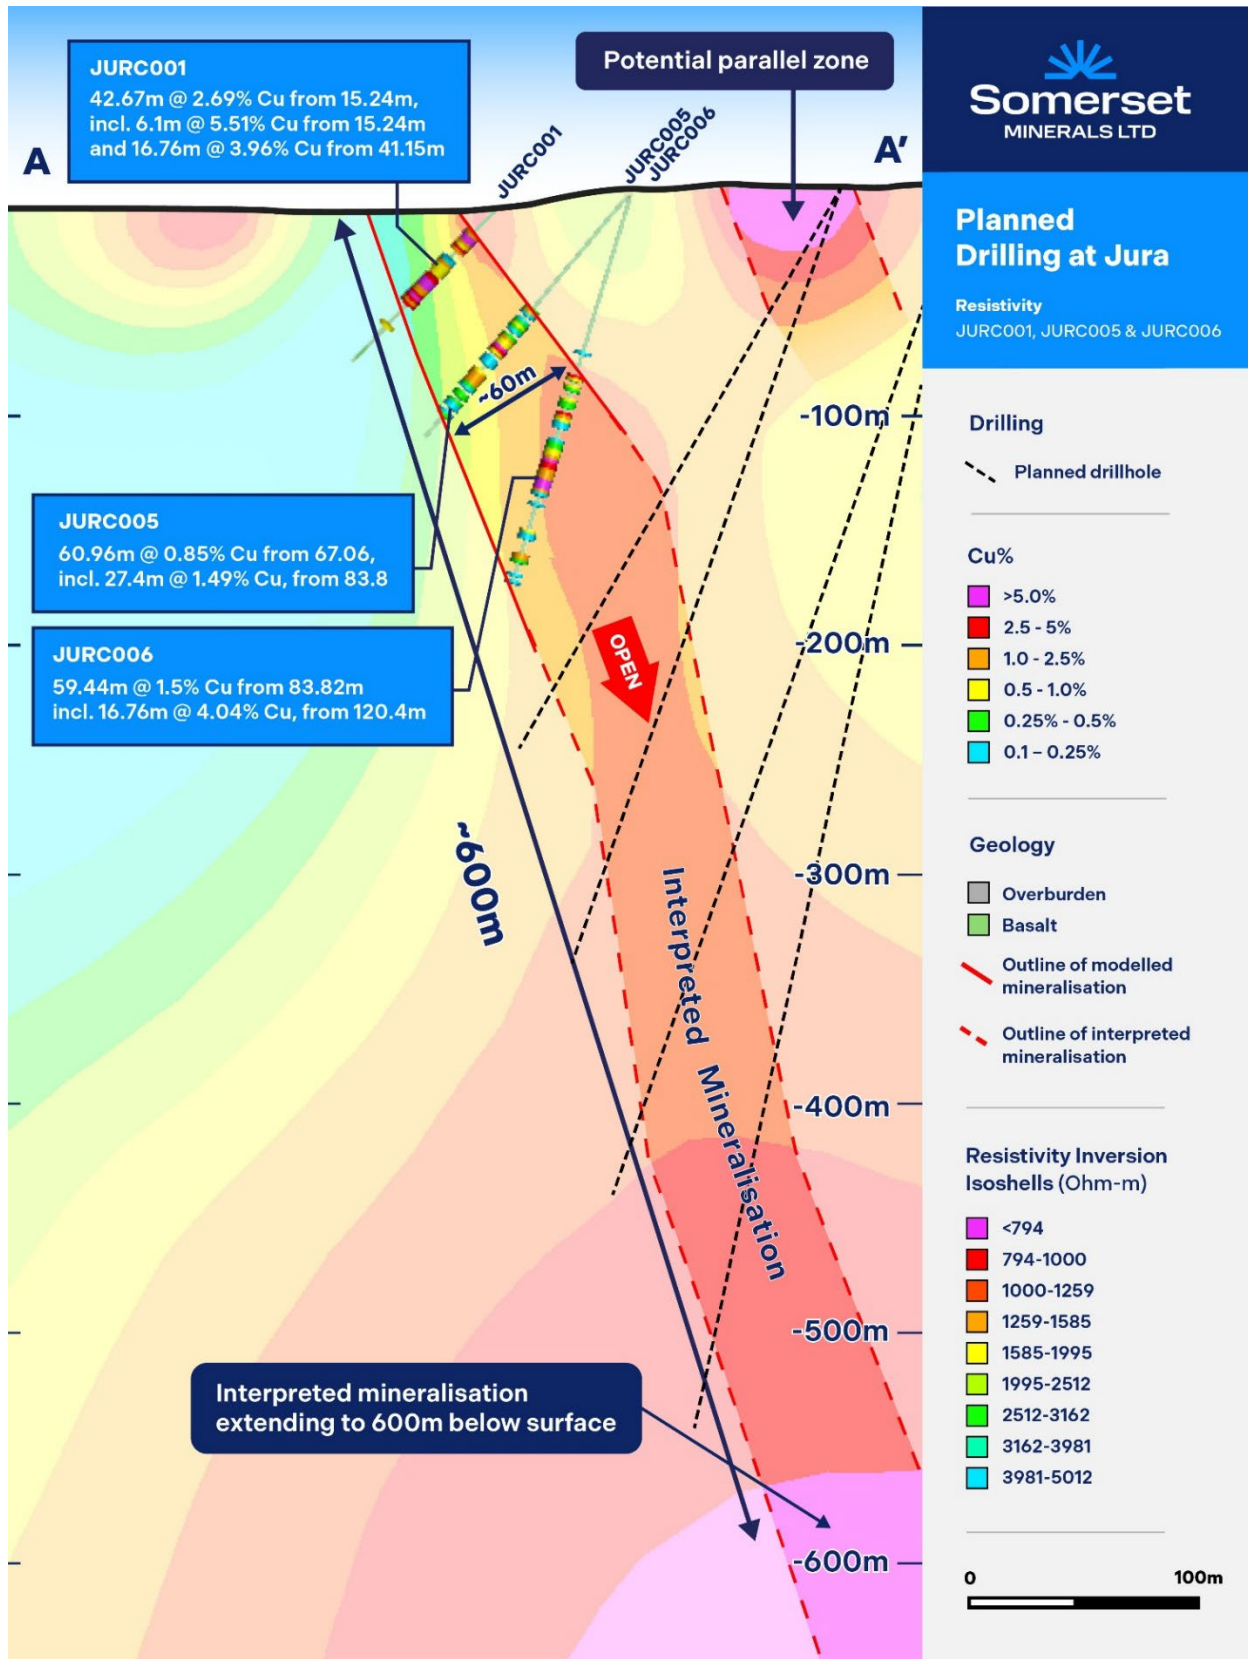 JURC001
42.67m @ 2.69% Cu from 15.24m,
incl. 6.1m @ 5.51% Cu from 15.24m
and 16.76m @ 3.96% Cu from 41.15m
Potential parallel zone
A
A’
JURC001
JURC005
JURC006
Somerset
MINERALS LTD
Planned
Drilling at Jura
Resistivity
JURC001, JURC005 & JURC006
~60m
JURC005
60.96m @ 0.85% Cu from 67.06,
incl. 27.4m @ 1.49% Cu, from 83.8
JURC006
59.44m @ 1.5% Cu from 83.82m
incl. 16.76m @ 4.04% Cu, from 120.4m
OPEN
~600m
Interpreted Mineralisation
Interpreted mineralisation
extending to 600m below surface
-100m
-200m
-300m
-400m
-500m
-600m
Drilling
Planned drillhole
Cu%
>5.0%
2.5 - 5%
1.0 - 2.5%
0.5 - 1.0%
0.25% - 0.5%
0.1 – 0.25%
Geology
Overburden
Basalt
Outline of modelled
mineralisation
Outline of interpreted
mineralisation
Resistivity Inversion
Isoshells (Ohm-m)
<794
794-1000
1000-1259
1259-1585
1585-1995
1995-2512
2512-3162
3162-3981
3981-5012
0 100m